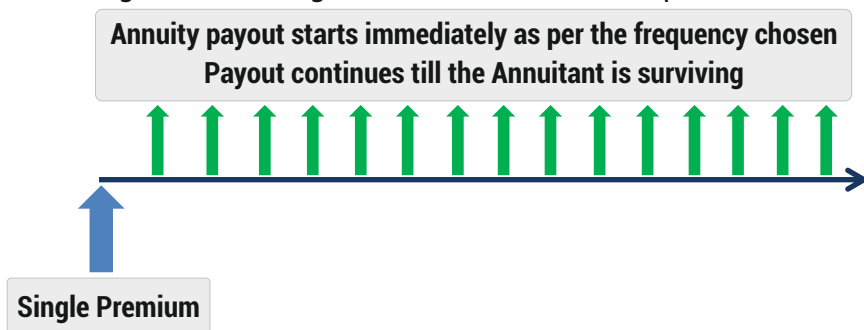 Annuity payout starts immediately as per the frequency chosen
Payout continues till the Annuitant is surviving
Single Premium